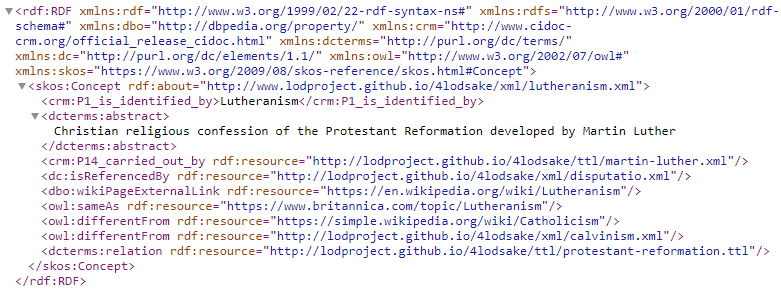 ▼<rdf:RDF xmlns:rdf="http://www.w3.org/1999/02/22-rdf-syntax-ns#" xmlns:rdfs="http://www.w3.org/2000/01/rdf-
schema#" xmlns:dbo="http://dbpedia.org/property/" xmlns:crm="http://www.cidoc-
crm.org/official_release_cidoc.html" xmlns:dcterms="http://purl.org/dc/terms/"
xmlns:dc="http://purl.org/dc/elements/1.1/" xmlns:owl="http://www.w3.org/2002/07/owl#"
xmlns:skos="https://www.w3.org/2009/08/skos-reference/skos.html#Concept">
▼<skos:Concept rdf:about="http://www.lodproject.github.io/4lodsake/xml/lutheranism.xml">
<crm:P1_is_identified_by>Lutheranism</crm:P1_is_identified_by>
▼<dcterms:abstract>
Christian religious confession of the Protestant Reformation developed by Martin Luther
</dcterms:abstract>
<crm:P14_carried_out_by rdf:resource="http://lodproject.github.io/4lodsake/ttl/martin-luther.xml"/>
<dc:isReferencedBy rdf:resource="http://lodproject.github.io/4lodsake/xml/disputatio.xml"/>
<dbo:wikiPageExternalLink rdf:resource="https://en.wikipedia.org/wiki/Lutheranism"/>
<owl:sameAs rdf:resource="https://www.britannica.com/topic/Lutheranism"/>
<owl:differentFrom rdf:resource="https://simple.wikipedia.org/wiki/Catholicism"/>
<owl:differentFrom rdf:resource="http://lodproject.github.io/4lodsake/xml/calvinism.xml"/>
<dcterms:relation rdf:resource="http://lodproject.github.io/4lodsake/ttl/protestant-reformation.ttl"/>
</skos:Concept>
</rdf:RDF>